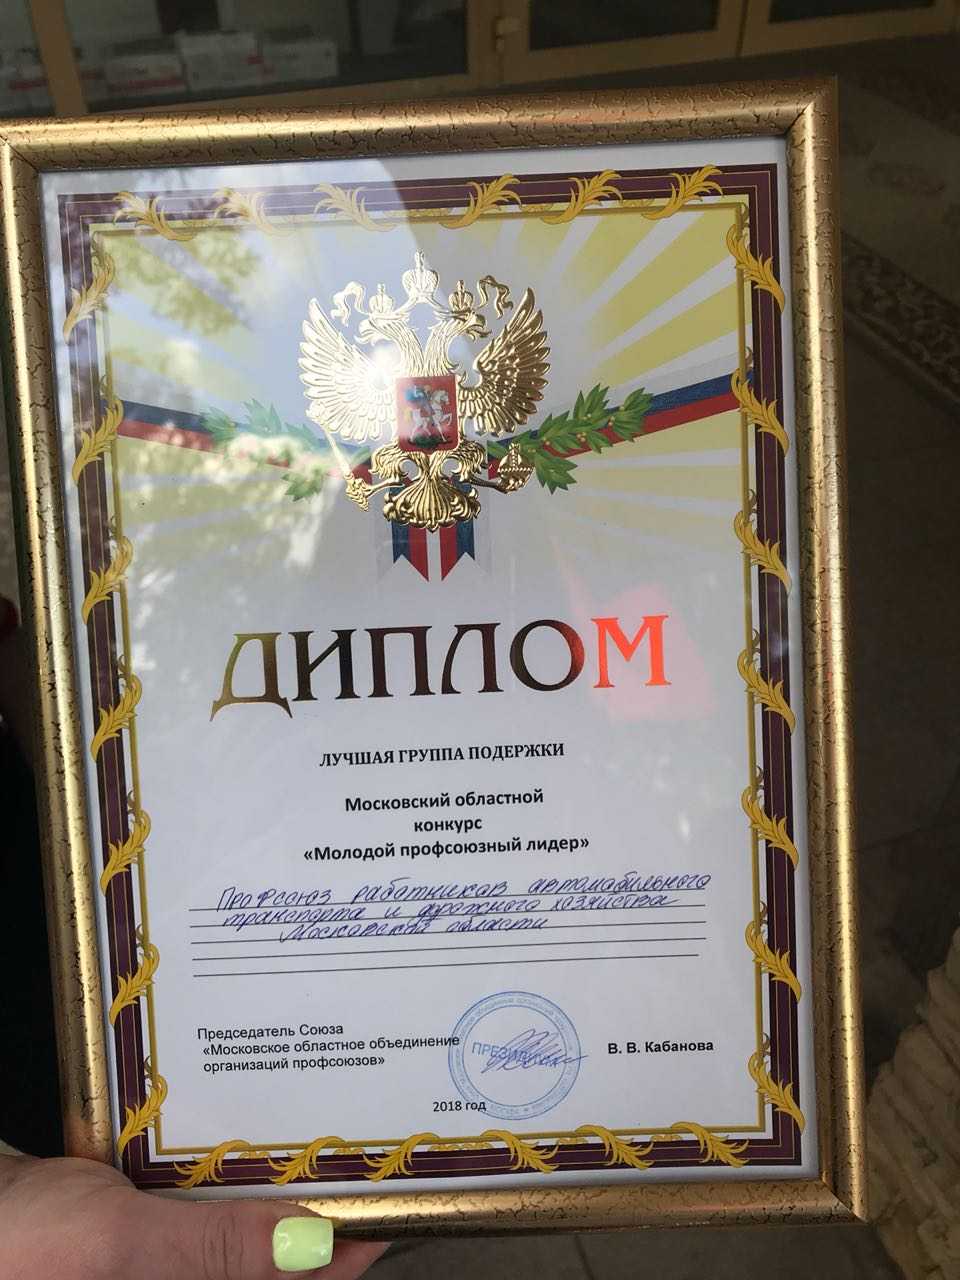 ДИПЛОМ
ЛУЧШАЯ ГРУППА ПОДЕРЖКИ
Московский областной
конкурс
«Молодой профсоюзный лидер»
Профсоюз работников автомобильного
транспорта и дорожного хозяйства
Московской области
Председатель Союза
«Московское областное объединение
организаций профсоюзов»
В. В. Кабанова
2018 год